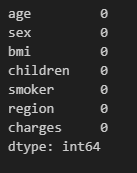 age 0
sex 0
bmi 0
children 0
smoker 0
region 0
charges 0
dtype: int64